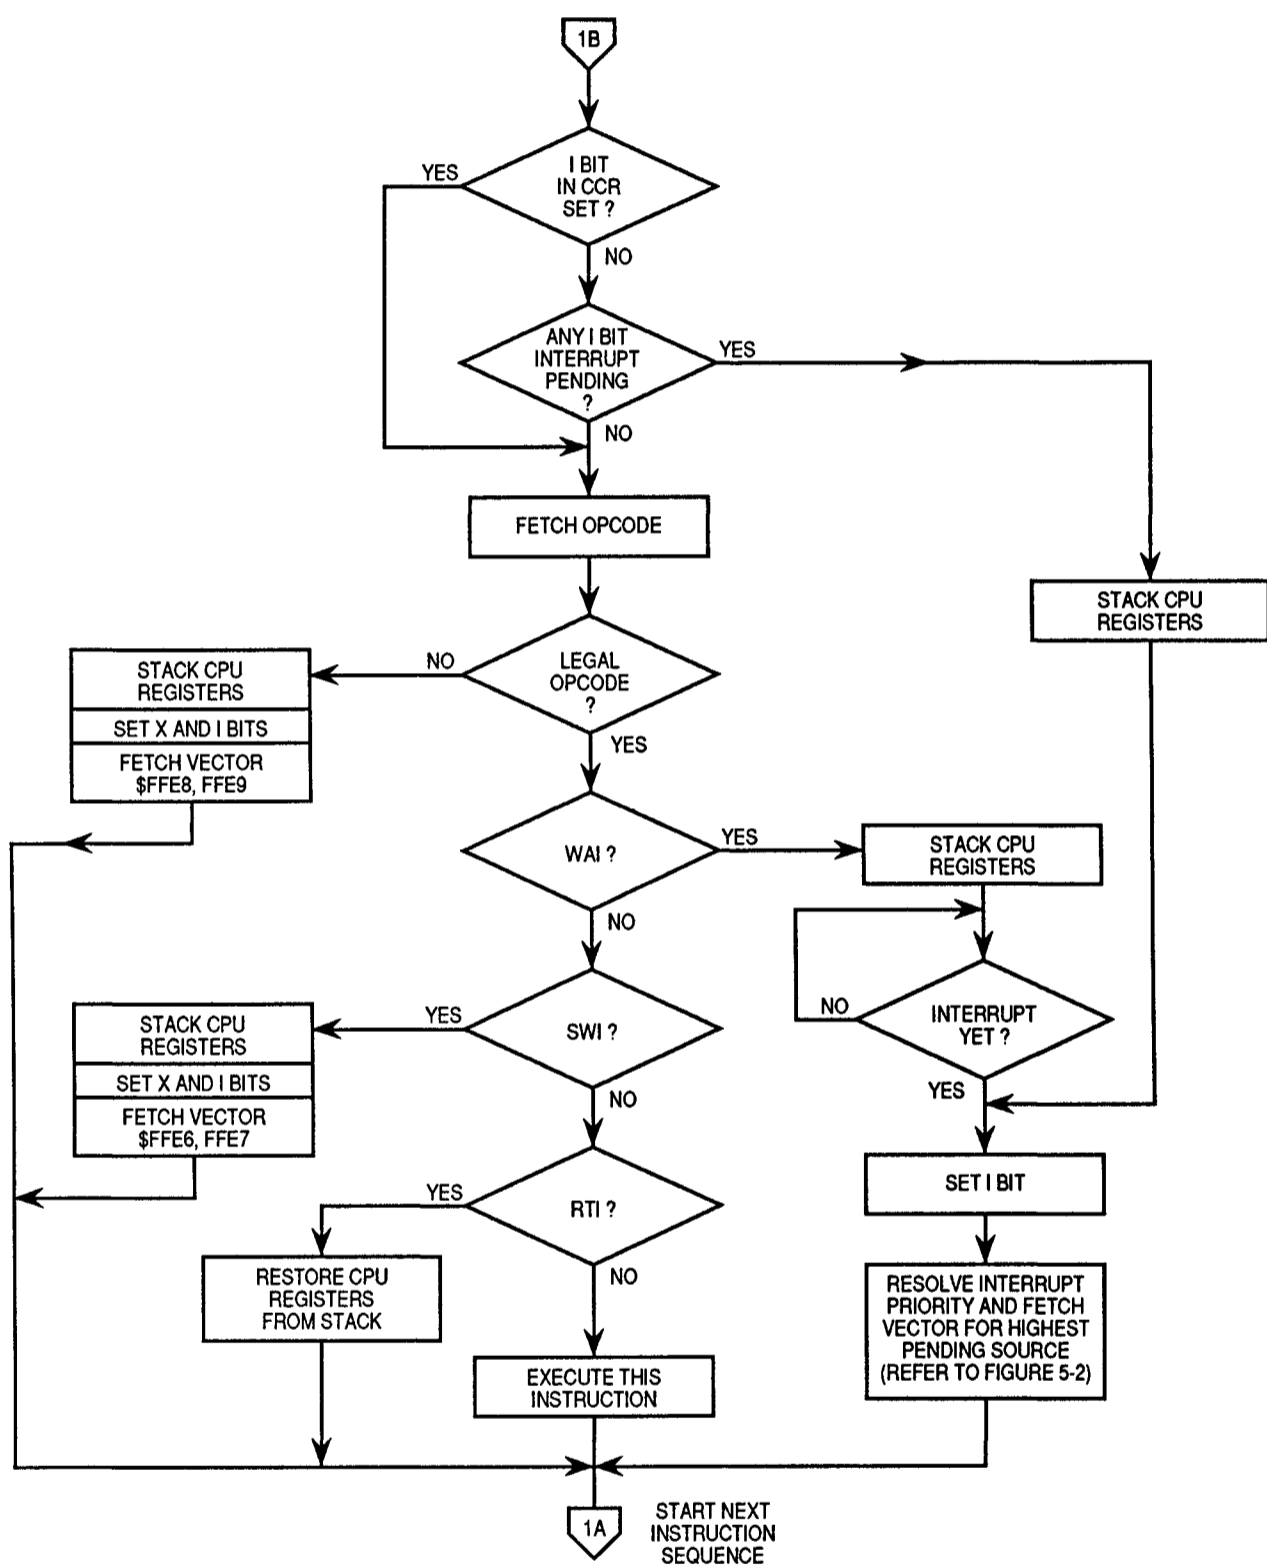 1B
I BIT
IN CCR
SET ?
YES
NO
ANY I BIT
INTERRUPT
PENDING
?
YES
NO
FETCH OPCODE
STACK CPU
REGISTERS
LEGAL
OPCODE
?
NO
YES
STACK CPU
REGISTERS
SET X AND I BITS
FETCH VECTOR
$FFE8, FFE9
WAI ?
YES
NO
STACK CPU
REGISTERS
INTERRUPT
YET ?
NO
YES
SWI ?
YES
NO
STACK CPU
REGISTERS
SET X AND I BITS
FETCH VECTOR
$FFE6, FFE7
SET I BIT
RTI ?
YES
NO
RESTORE CPU
REGISTERS
FROM STACK
RESOLVE INTERRUPT
PRIORITY AND FETCH
VECTOR FOR HIGHEST
PENDING SOURCE
(REFER TO FIGURE 5-2)
EXECUTE THIS
INSTRUCTION
1A
START NEXT
INSTRUCTION
SEQUENCE